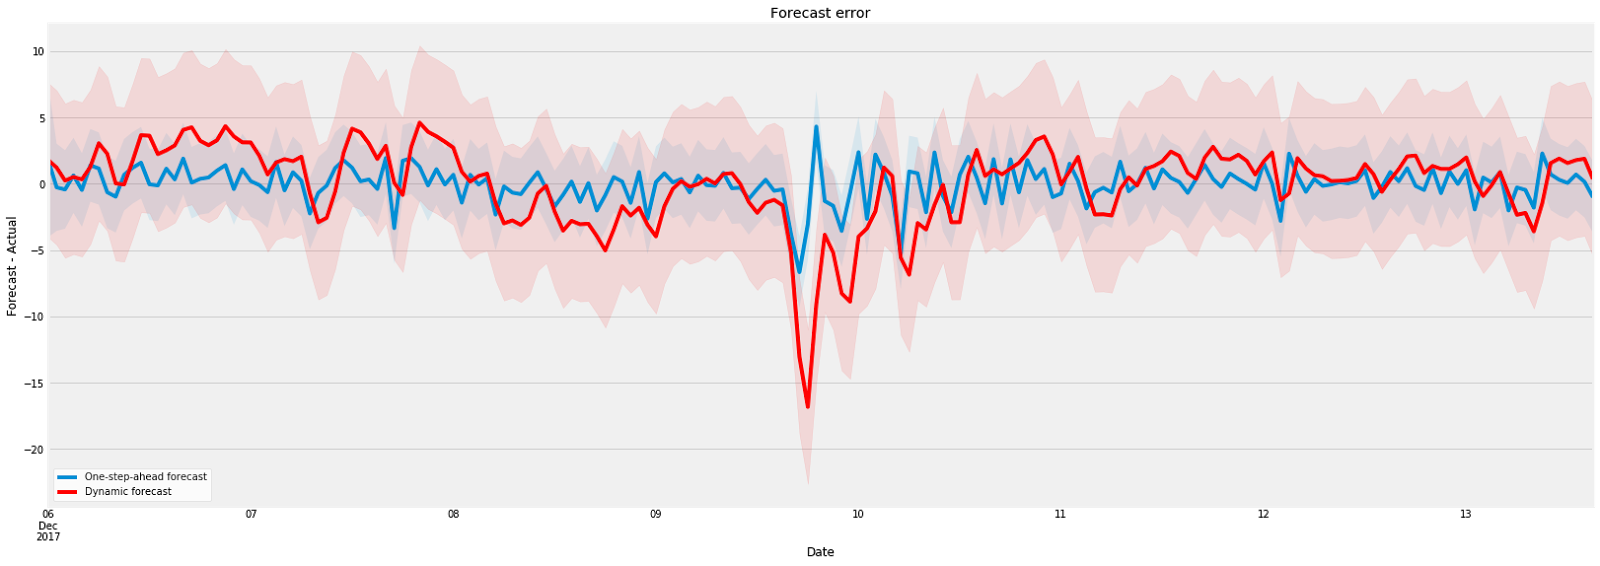 Forecast error
10
5
0
−5
−10
−15
−20
Forecast - Actual
One-step-ahead forecast
Dynamic forecast
06 07 08 09 10 11 12 13
Dec
2017
Date